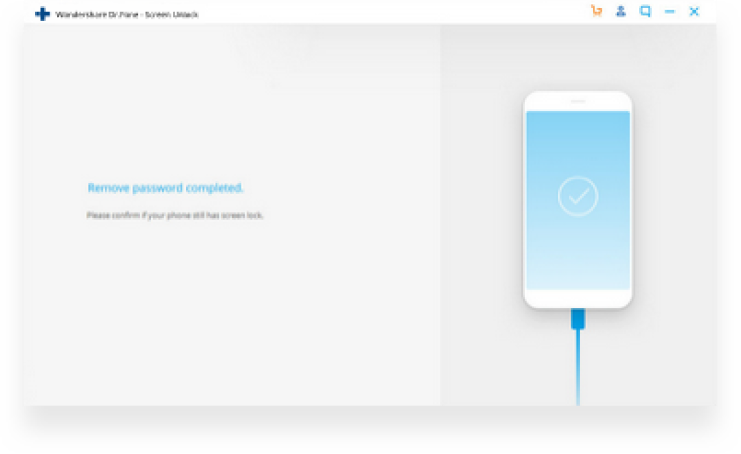 Wondershare Dr.Fone - Screen Unlock
Remove password completed.
Please confirm if your phone still has screen lock.